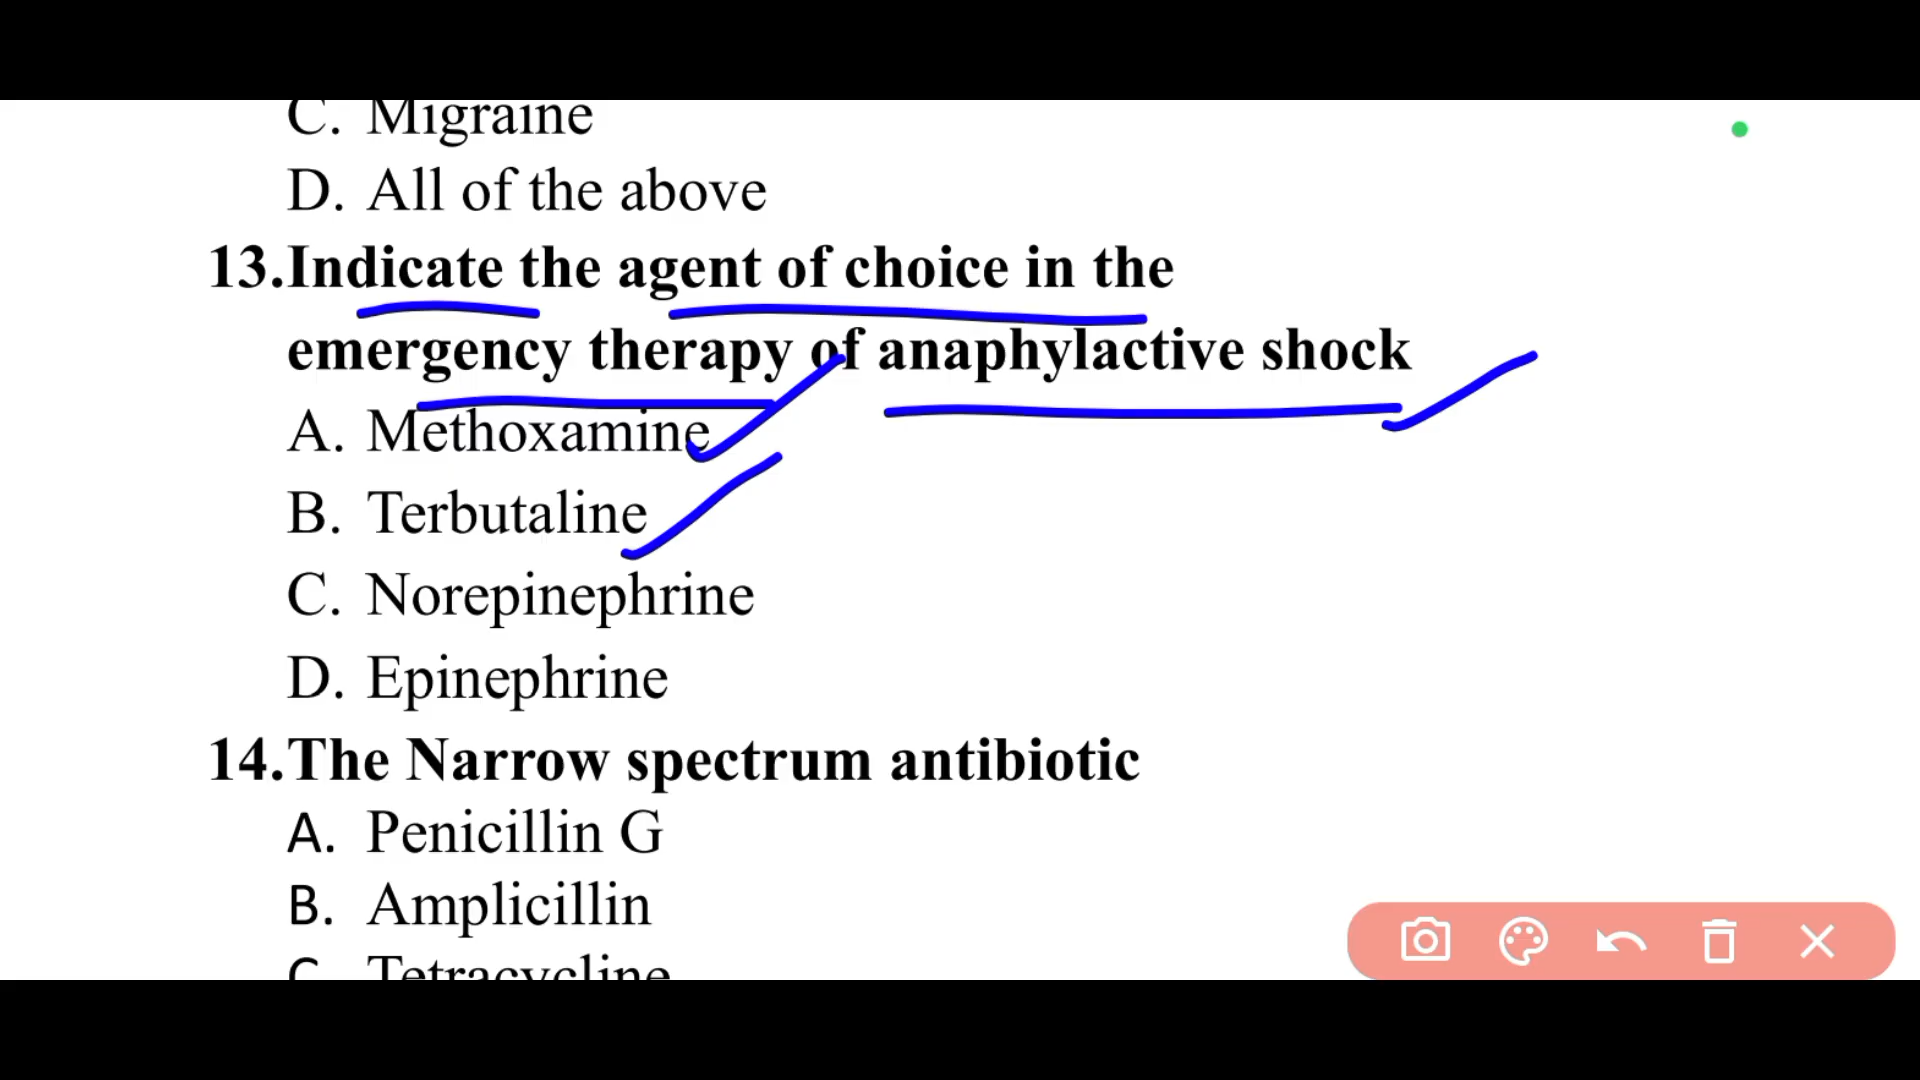 C. Migraine
D. All of the above
13.Indicate the agent of choice in the
emergency therapy of anaphylactive shock
A. Methoxamine
B. Terbutaline
C. Norepinephrine
D. Epinephrine
14.The Narrow spectrum antibiotic
A. Penicillin G
B. Amplicillin
C. Tetracycline